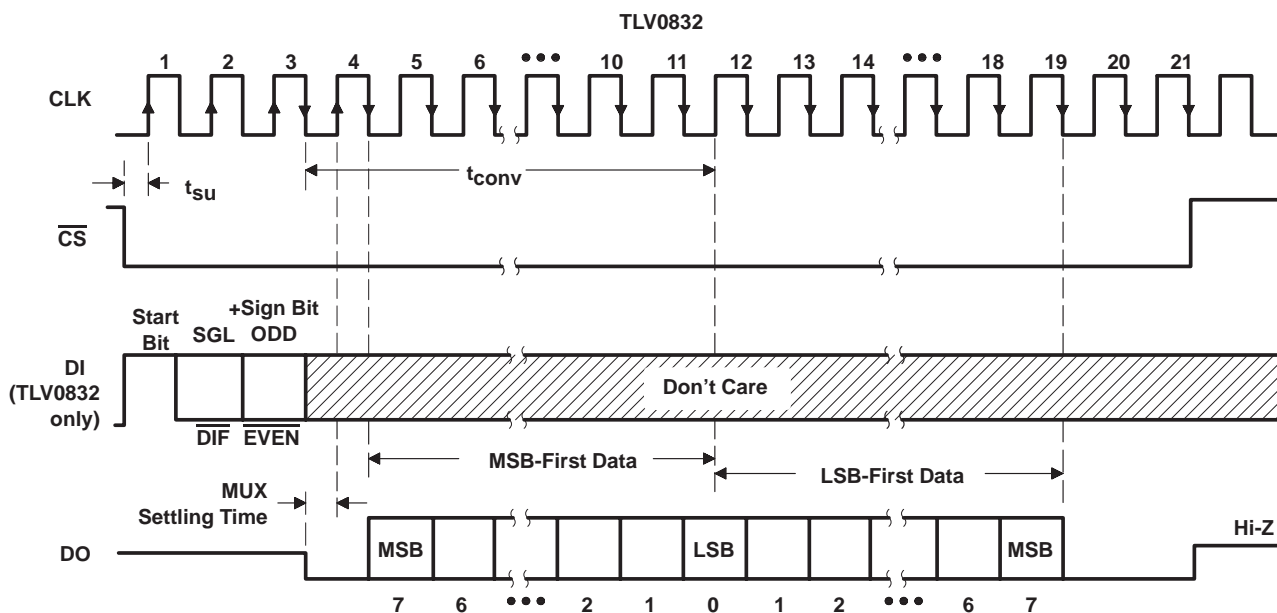 TLV0832
1 2 3 4 5 6 ••• 10 11 12 13 14 ••• 18 19 20 21
CLK
tsu
tconv
CS
Start
Bit
SGL
+Sign Bit
ODD
DI
(TLV0832
only)
Don't Care
DIF
EVEN
MSB-First Data
LSB-First Data
MUX
Settling Time
Hi-Z
DO
MSB LSB MSB
7 6 ••• 2 1 0 1 2 ••• 6 7